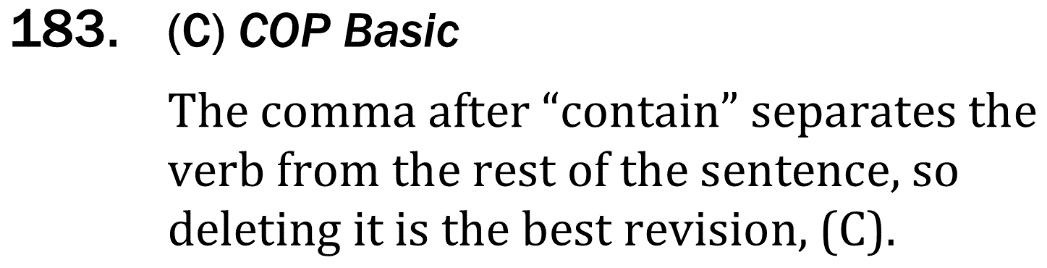 183. (C) COP Basic
The comma after “contain” separates the
verb from the rest of the sentence, so
deleting it is the best revision, (C).